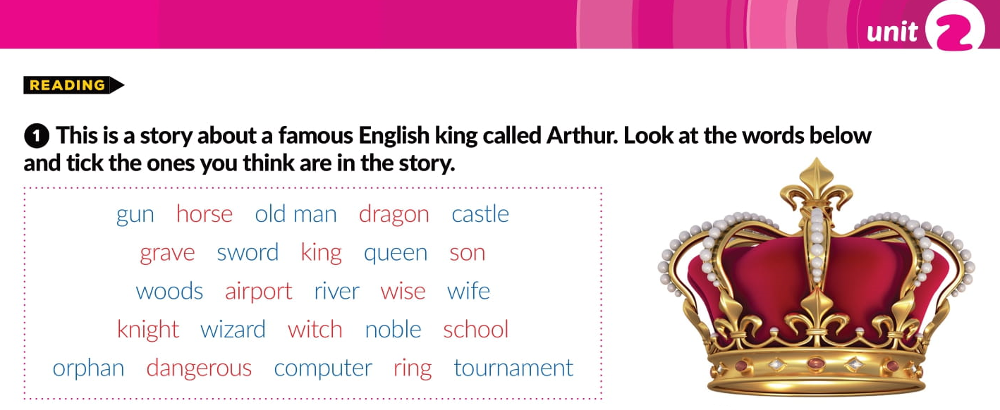 unit 2
READING
1 This is a story about a famous English king called Arthur. Look at the words below
and tick the ones you think are in the story.
gun horse old man dragon castle
grave sword king queen son
woods airport river wise wife
knight wizard witch noble school
orphan dangerous computer ring tournament